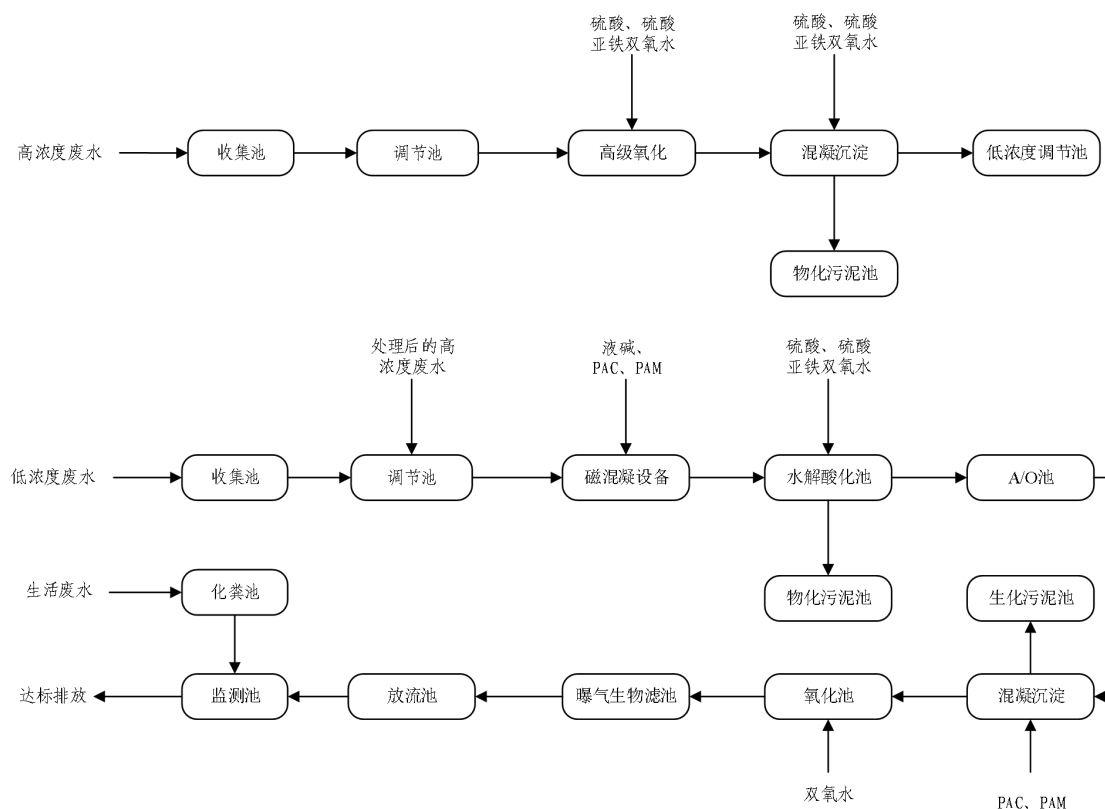 硫酸、硫酸
亚铁双氧水
硫酸、硫酸
亚铁双氧水
高浓度废水
收集池
调节池
高级氧化
混凝沉淀
低浓度调节池
物化污泥池
处理后的高
浓度废水
液碱、
PAC、PAM
硫酸、硫酸
亚铁双氧水
低浓度废水
收集池
调节池
磁混凝设备
水解酸化池
A/O池
生活废水
化粪池
物化污泥池
生化污泥池
达标排放
监测池
放流池
曝气生物滤池
氧化池
混凝沉淀
双氧水
PAC、PAM